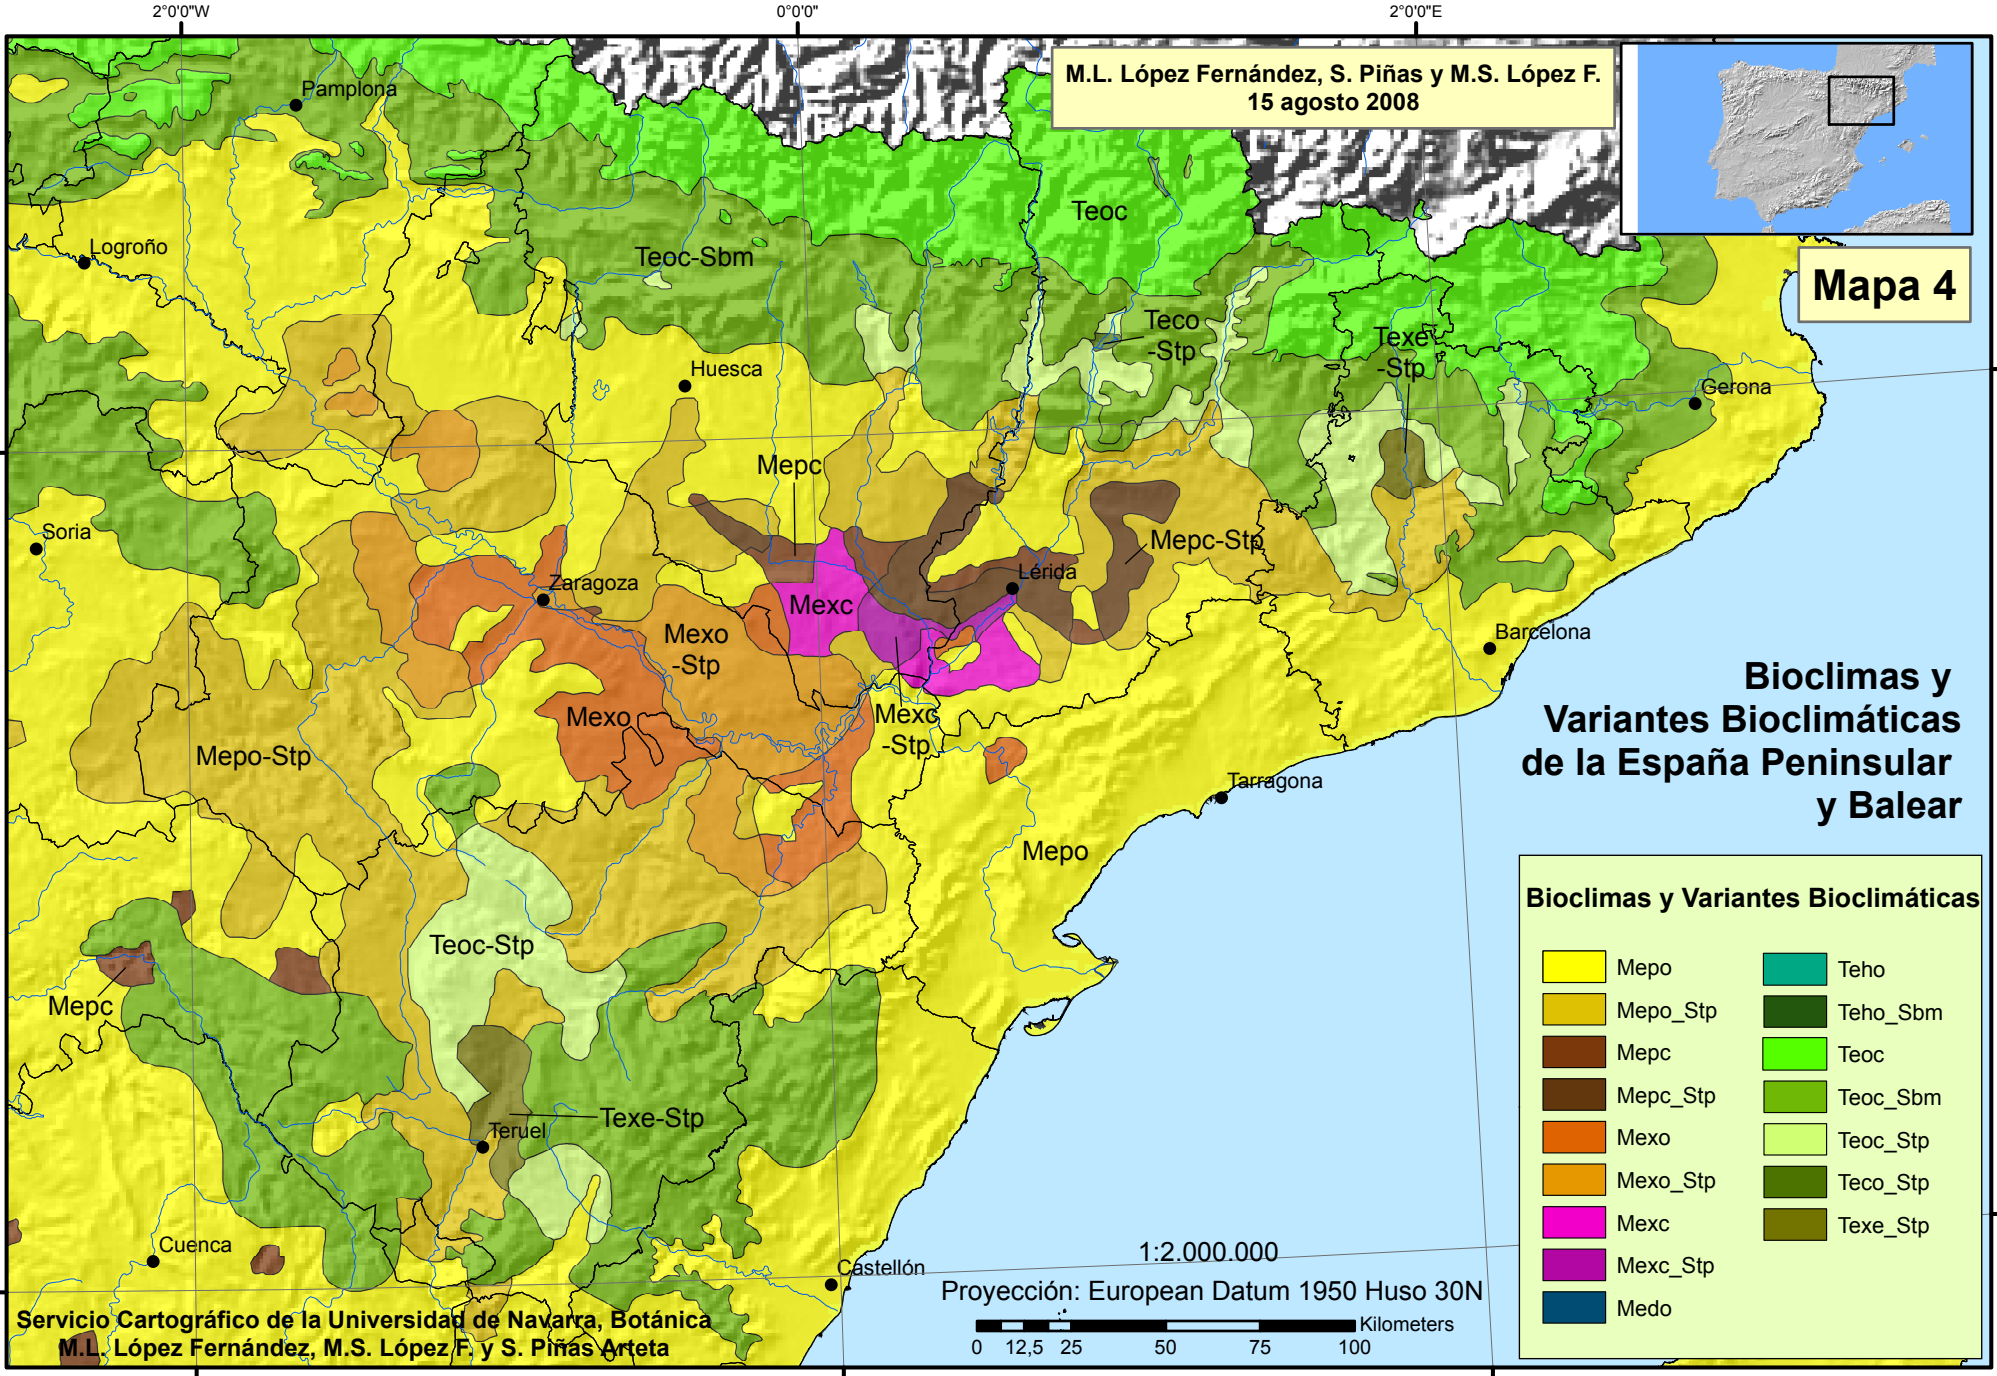 2°0'0"W
0°0'0"
2°0'0"E
M.L. López Fernández, S. Piñas y M.S. López F.
15 agosto 2008
Mapa 4
Pamplona
Logroño
Teoc
Teoc-Sbm
Teco
-Stp
Texe
-Stp
Huesca
Gerona
Mepc
Soria
Mepc-Stp
Zaragoza
Lérida
Mexc
Mexo
-Stp
Barcelona
Mexo
Mexc
-Stp
Mepo-Stp
Tarragona
Mepo
Teoc-Stp
Mepc
Texe-Stp
Teruel
Cuenca
Castellón
Bioclimas y
Variantes Bioclimáticas
de la España Peninsular
y Balear
Bioclimas y Variantes Bioclimáticas
Mepo
Mepo_Stp
Mepc
Mepc_Stp
Mexo
Mexo_Stp
Mexc
Mexc_Stp
Medo
Teho
Teho_Sbm
Teoc
Teoc_Sbm
Teoc_Stp
Teco_Stp
Texe_Stp
1:2.000.000
Proyección: European Datum 1950 Huso 30N
Kilometers
0 12,5 25 50 75 100
Servicio Cartográfico de la Universidad de Navarra, Botánica
M.L. López Fernández, M.S. López F. y S. Piñas Arteta